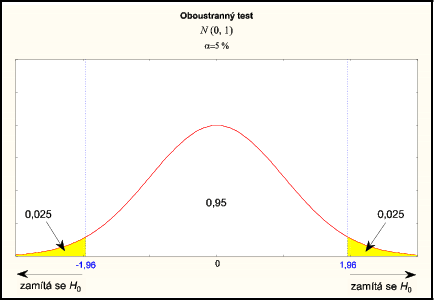 Oboustranný test
N (0, 1)
α=5 %
0,025
0,95
0,025
-1,96
0
1,96
zamítá se H0
zamítá se H0